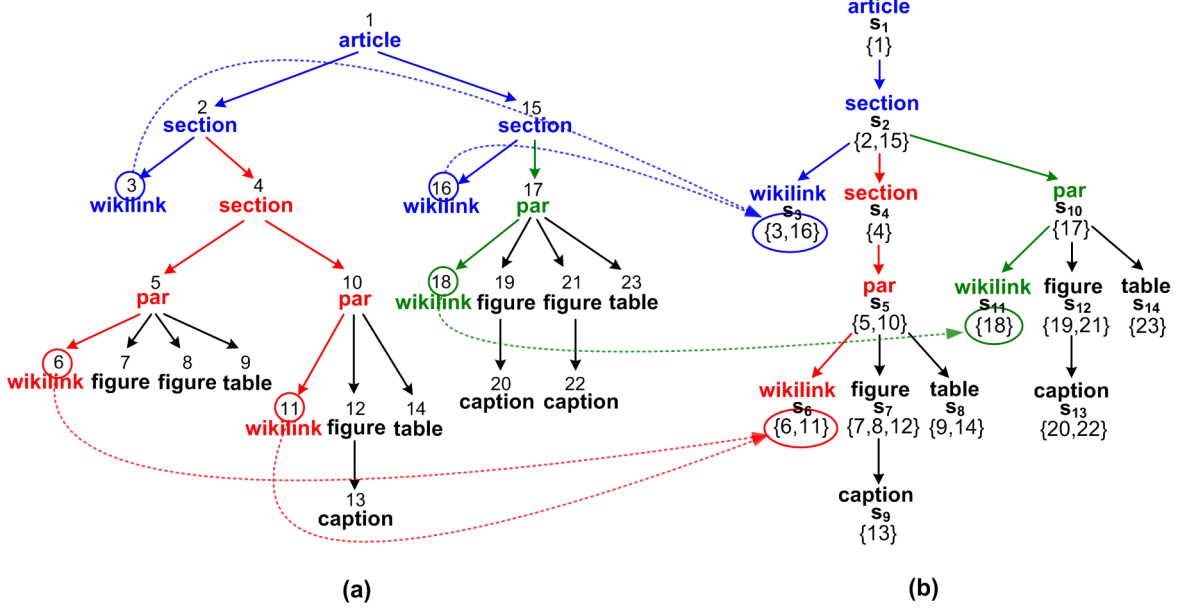 1
article
2
section
15
section
3
wikilink
4
section
16
wikilink
17
par
5
par
10
par
18
wikilink
19
figure
21
figure
23
table
6
wikilink
7
figure
8
figure
9
table
11
wikilink
12
figure
14
table
20
caption
22
caption
13
caption
(a)
article
s1
{1}
section
s2
{2,15}
wikilink
s3
{3,16}
section
s4
{4}
par
s10
{17}
par
s5
{5,10}
wikilink
s11
{18}
figure
s12
{19,21}
table
s14
{23}
wikilink
s6
{6,11}
figure
s7
{7,8,12}
table
s8
{9,14}
caption
s13
{20,22}
caption
s9
{13}
(b)